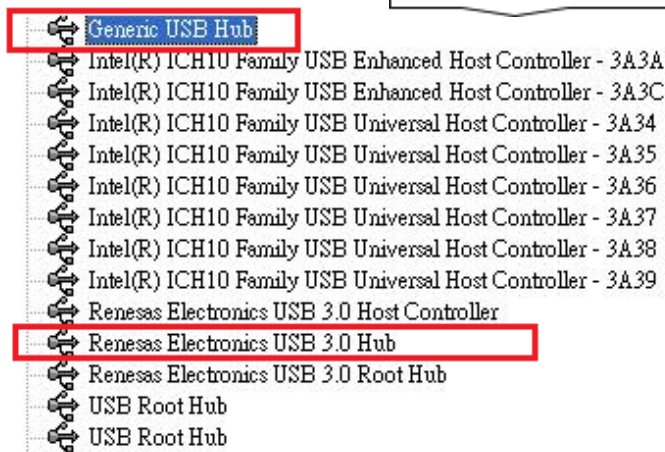 Generic USB Hub
Intel(R) ICH10 Family USB Enhanced Host Controller - 3A3A
Intel(R) ICH10 Family USB Enhanced Host Controller - 3A3C
Intel(R) ICH10 Family USB Universal Host Controller - 3A34
Intel(R) ICH10 Family USB Universal Host Controller - 3A35
Intel(R) ICH10 Family USB Universal Host Controller - 3A36
Intel(R) ICH10 Family USB Universal Host Controller - 3A37
Intel(R) ICH10 Family USB Universal Host Controller - 3A38
Intel(R) ICH10 Family USB Universal Host Controller - 3A39
Renesas Electronics USB 3.0 Host Controller
Renesas Electronics USB 3.0 Hub
Renesas Electronics USB 3.0 Root Hub
USB Root Hub
USB Root Hub